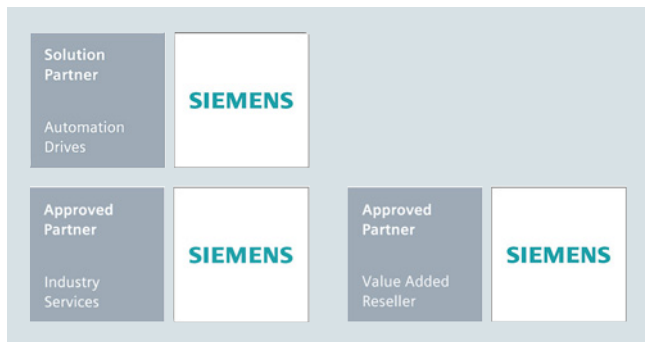 Solution
Partner
Automation
Drives
SIEMENS
Approved
Partner
Industry
Services
SIEMENS
Approved
Partner
Value Added
Reseller
SIEMENS